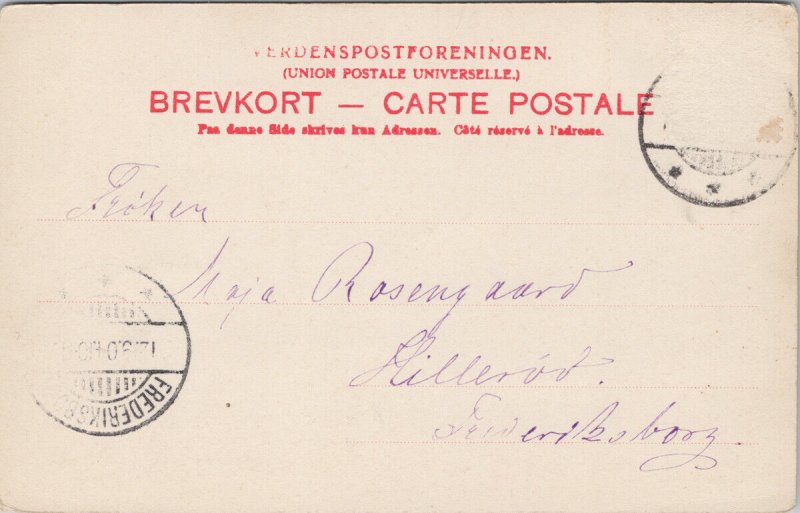 VERDENSPOSTFORENINGEN.
(UNION POSTALE UNIVERSELLE.)
BREVKORT — CARTE POSTALE
Paa denne Side skrives kun Adressen. Côté réservé à l'adresse.
Frøken
Maja Rosengaard
Hillerød.
Frederiksborg.